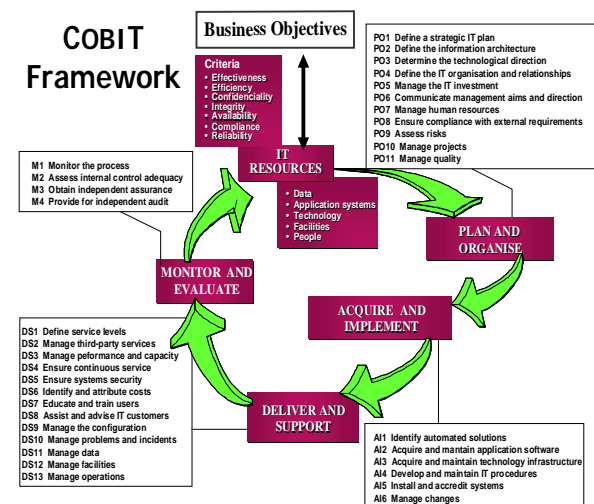 COBIT
Framework
Business Objectives
Criteria
• Effectiveness
• Efficiency
• Confidenciality
• Integrity
• Availability
• Compliance
• Reliability
IT
RESOURCES
• Data
• Application systems
• Technology
• Facilities
• People
PO1 Define a strategic IT plan
PO2 Define the information architecture
PO3 Determine the technological direction
PO4 Define the IT organisation and relationships
PO5 Manage the IT investment
PO6 Communicate management aims and direction
PO7 Manage human resources
PO8 Ensure compliance with external requirements
PO9 Assess risks
PO10 Manage projects
PO11 Manage quality
PLAN AND
ORGANISE
ACQUIRE AND
IMPLEMENT
AI1 Identify automated solutions
AI2 Acquire and mantain application software
AI3 Acquire and maintain technology infrastructure
AI4 Develop and maintain IT procedures
AI5 Install and accredit systems
AI6 Manage changes
DELIVER AND
SUPPORT
DS1 Define service levels
DS2 Manage third-party services
DS3 Manage peformance and capacity
DS4 Ensure continuous service
DS5 Ensure systems security
DS6 Identify and attribute costs
DS7 Educate and train users
DS8 Assist and advise IT customers
DS9 Manage the configuration
DS10 Manage problems and incidents
DS11 Manage data
DS12 Manage facilities
DS13 Manage operations
MONITOR AND
EVALUATE
M1 Monitor the process
M2 Assess internal control adequacy
M3 Obtain independent assurance
M4 Provide for independent audit